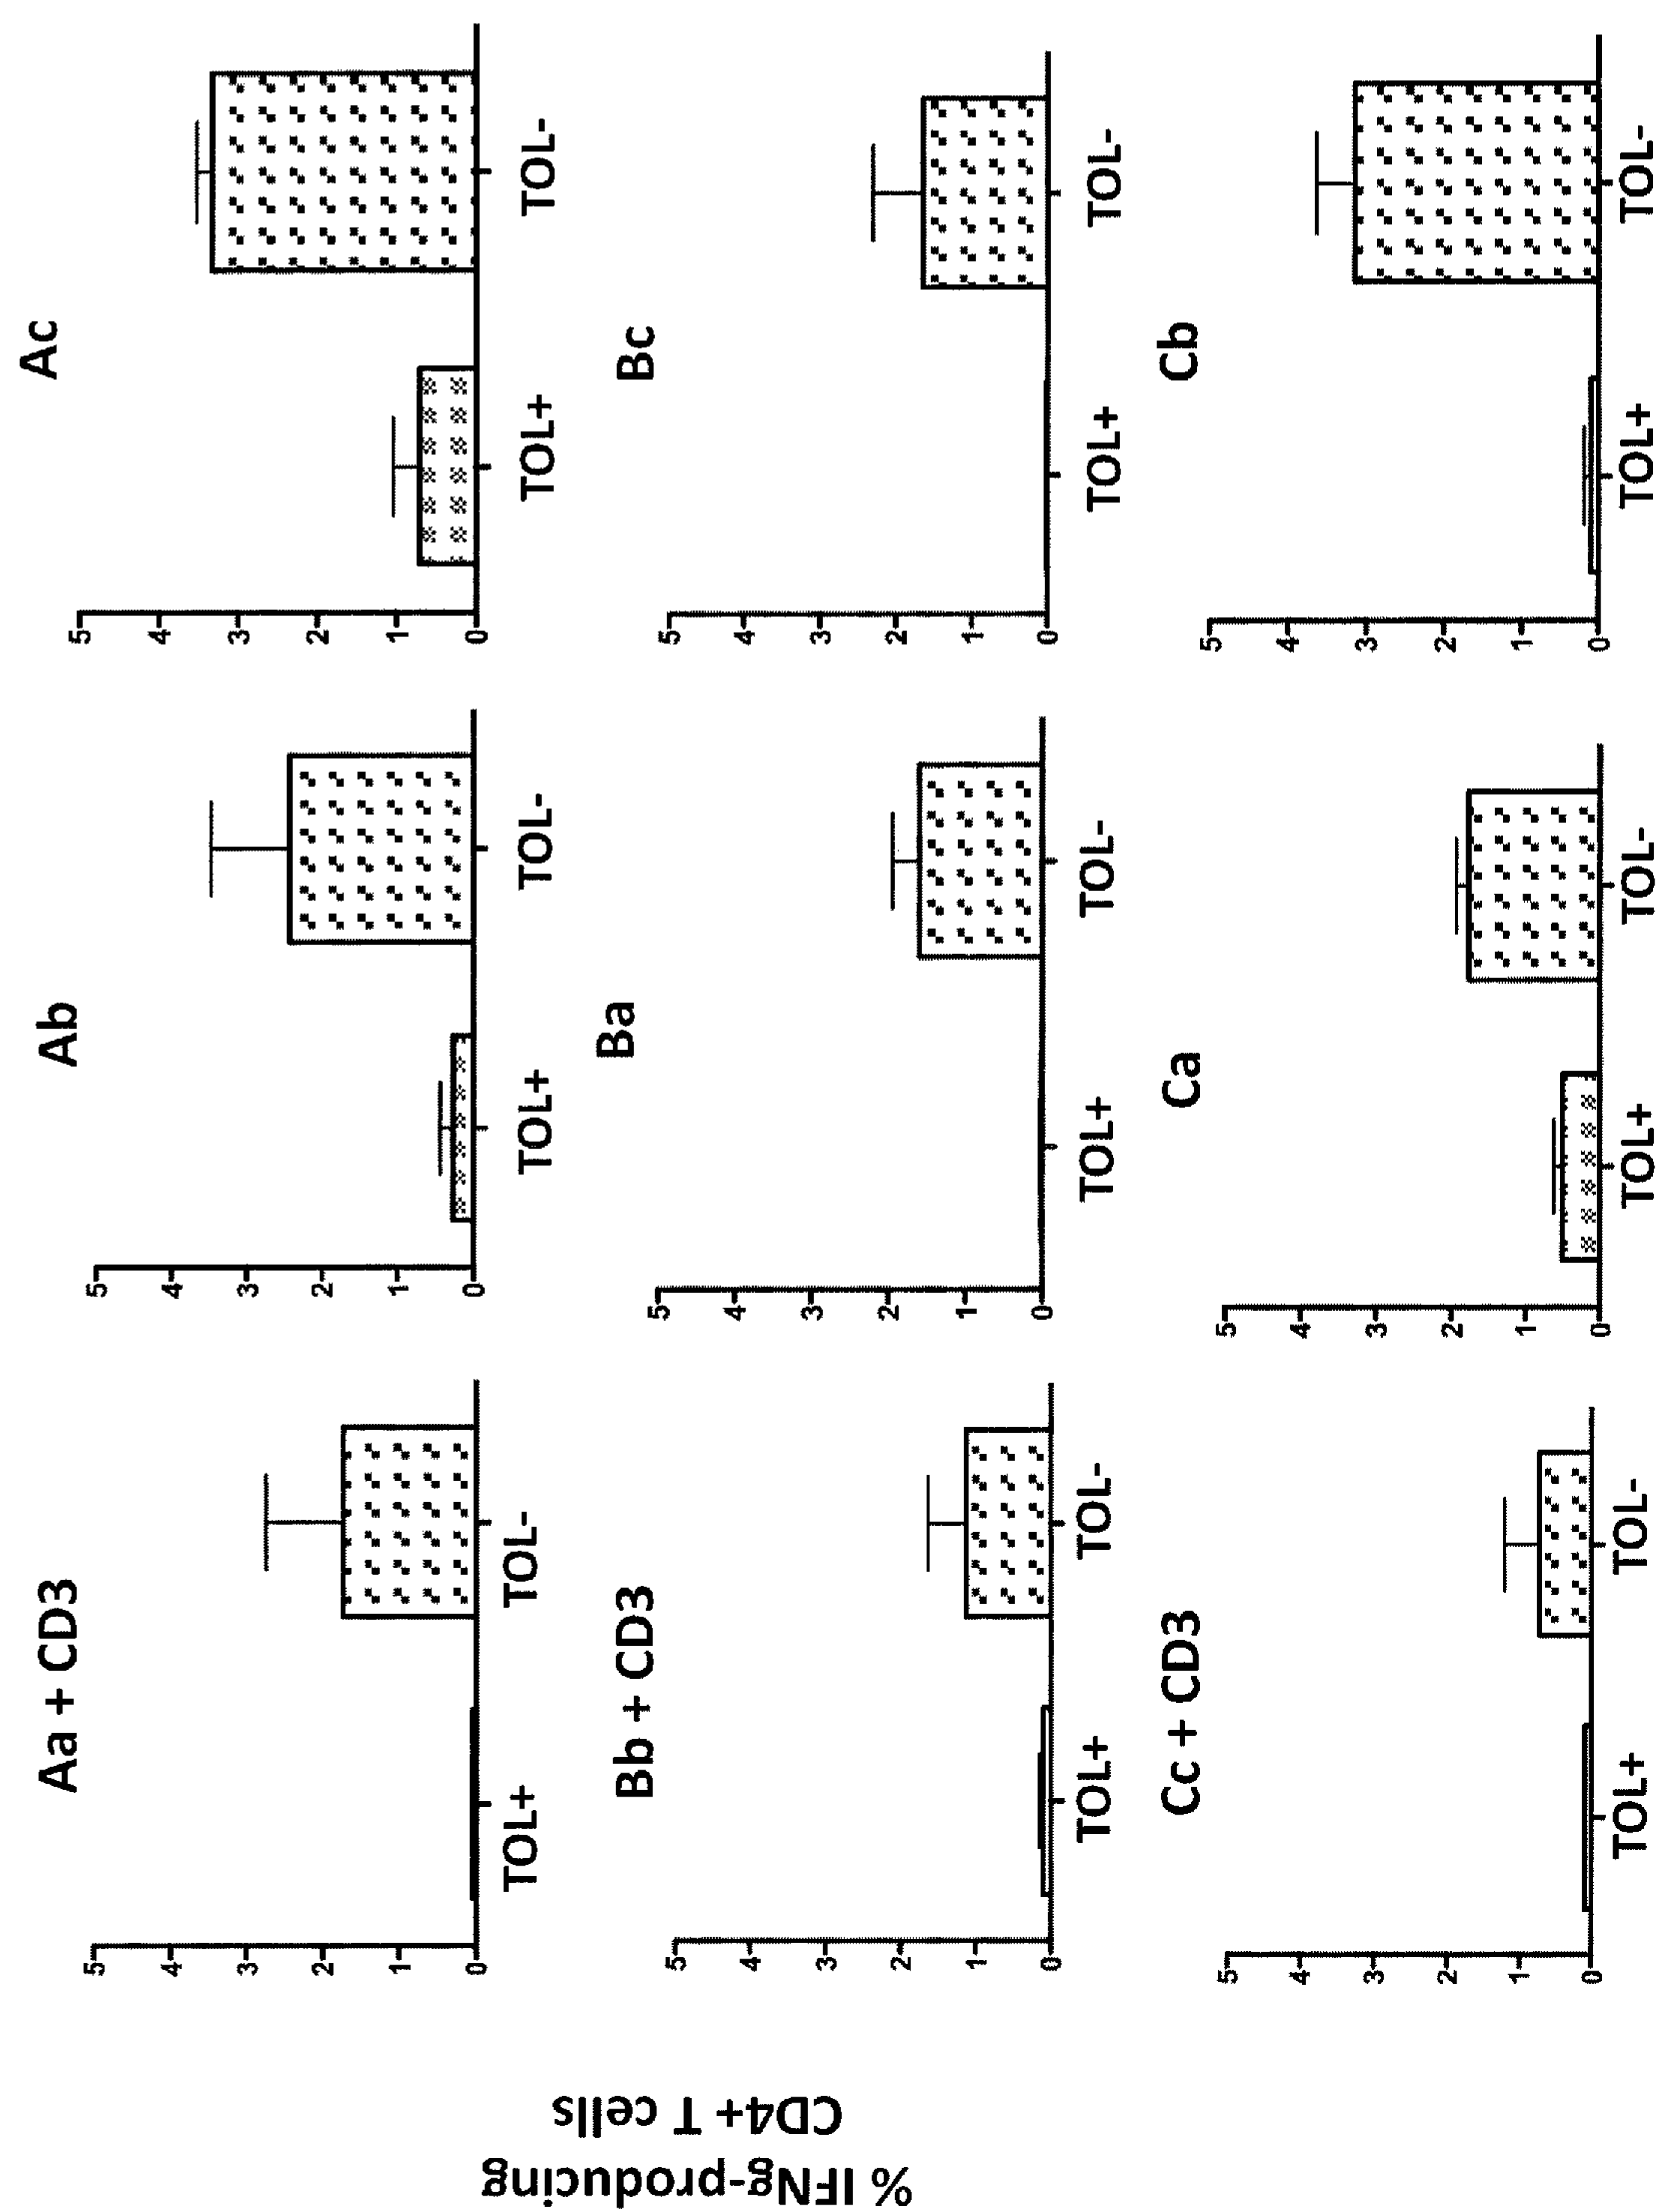 % IFNg-producing
CD4+ T cells
Aa + CD3
5
4
3
2
1
0
TOL+
TOL-
Ab
5
4
3
2
1
0
TOL+
TOL-
Ac
5
4
3
2
1
0
TOL+
TOL-
Bb + CD3
5
4
3
2
1
0
TOL+
TOL-
Ba
5
4
3
2
1
0
TOL+
TOL-
Bc
5
4
3
2
1
0
TOL+
TOL-
Cc + CD3
5
4
3
2
1
0
TOL+
TOL-
Ca
5
4
3
2
1
0
TOL+
TOL-
Cb
5
4
3
2
1
0
TOL+
TOL-